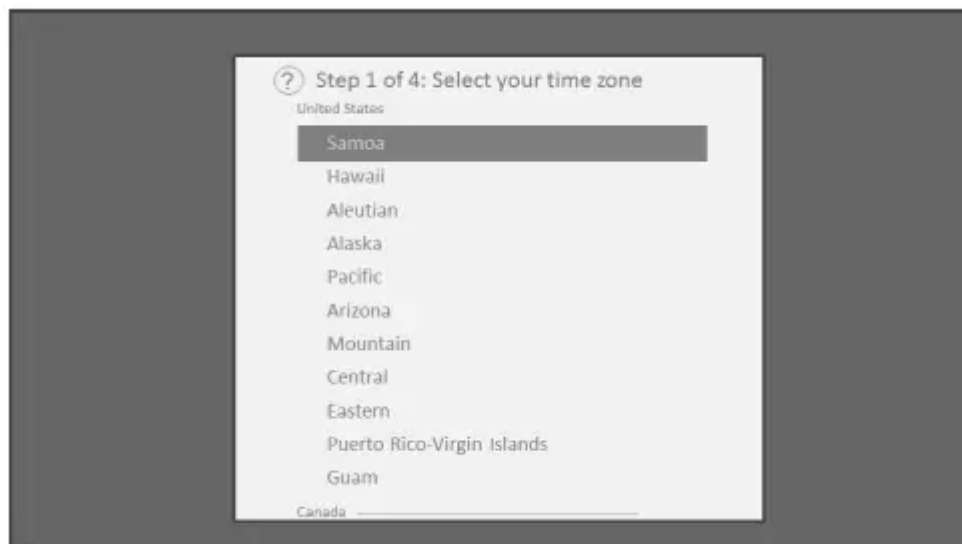 ? Step 1 of 4: Select your time zone
United States
Samoa
Hawaii
Aleutian
Alaska
Pacific
Arizona
Mountain
Central
Eastern
Puerto Rico-Virgin Islands
Guam
Canada